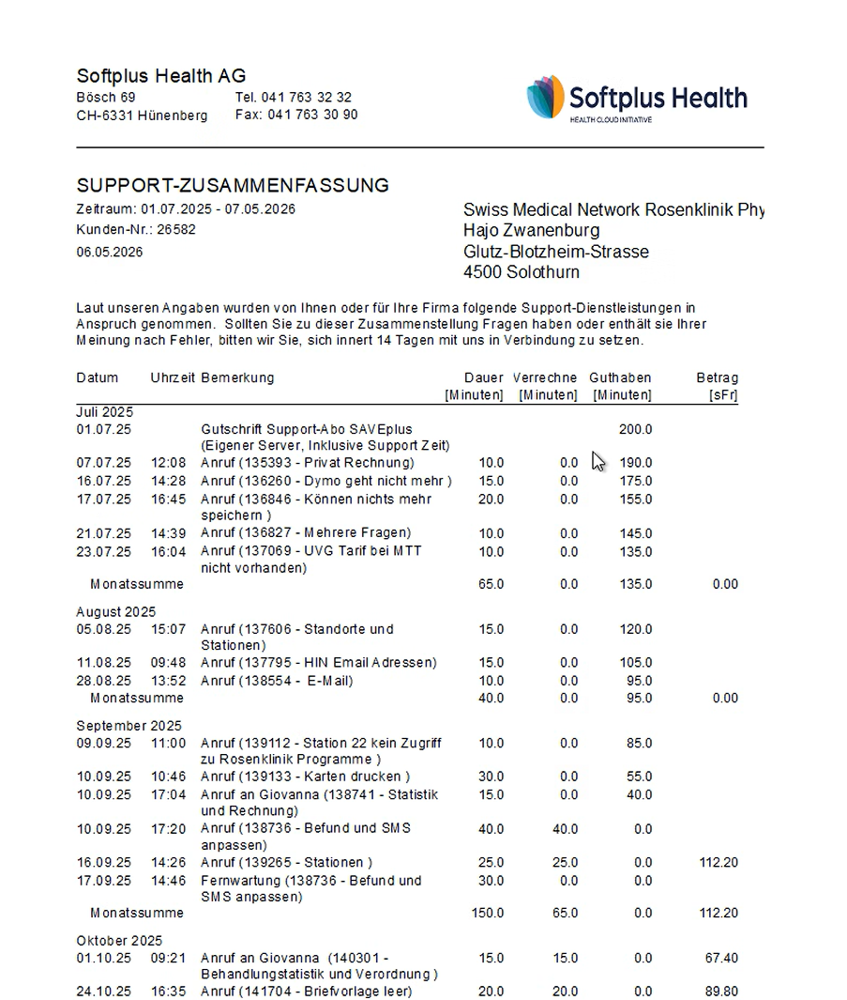 Softplus Health AG
Bösch 69 Tel. 041 763 32 32
CH-6331 Hünenberg Fax: 041 763 30 90
Softplus Health
HEALTH CLOUD INITIATIVE
SUPPORT-ZUSAMMENFASSUNG
Zeitraum: 01.07.2025 - 07.05.2026
Kunden-Nr.: 26582
06.05.2026
Swiss Medical Network Rosenklinik Phy
Hajo Zwanenburg
Glutz-Blotzheim-Strasse
4500 Solothurn
Laut unseren Angaben wurden von Ihnen oder für Ihre Firma folgende Support-Dienstleistungen in
Anspruch genommen. Sollten Sie zu dieser Zusammenstellung Fragen haben oder enthält sie Ihrer
Meinung nach Fehler, bitten wir Sie, sich innert 14 Tagen mit uns in Verbindung zu setzen.
Datum Uhrzeit Bemerkung Dauer Verrechne Guthaben Betrag
[Minuten] [Minuten] [Minuten] [sFr]
Juli 2025
01.07.25 Gutschrift Support-Abo SAVEplus 200.0
(Eigener Server, Inklusive Support Zeit)
07.07.25 12:08 Anruf (135393 - Privat Rechnung) 10.0 0.0 190.0
16.07.25 14:28 Anruf (136260 - Dymo geht nicht mehr ) 15.0 0.0 175.0
17.07.25 16:45 Anruf (136846 - Können nichts mehr 20.0 0.0 155.0
speichern )
21.07.25 14:39 Anruf (136827 - Mehrere Fragen) 10.0 0.0 145.0
23.07.25 16:04 Anruf (137069 - UVG Tarif bei MTT 10.0 0.0 135.0
nicht vorhanden)
Monatssumme 65.0 0.0 135.0 0.00
August 2025
05.08.25 15:07 Anruf (137606 - Standorte und 15.0 0.0 120.0
Stationen)
11.08.25 09:48 Anruf (137795 - HIN Email Adressen) 15.0 0.0 105.0
28.08.25 13:52 Anruf (138554 - E-Mail) 10.0 0.0 95.0
Monatssumme 40.0 0.0 95.0 0.00
September 2025
09.09.25 11:00 Anruf (139112 - Station 22 kein Zugriff 10.0 0.0 85.0
zu Rosenklinik Programme )
10.09.25 10:46 Anruf (139133 - Karten drucken ) 30.0 0.0 55.0
10.09.25 17:04 Anruf an Giovanna (138741 - Statistik 15.0 0.0 40.0
und Rechnung)
10.09.25 17:20 Anruf (138736 - Befund und SMS 40.0 40.0 0.0
anpassen)
16.09.25 14:26 Anruf (139265 - Stationen ) 25.0 25.0 0.0 112.20
17.09.25 14:46 Fernwartung (138736 - Befund und 30.0 0.0 0.0
SMS anpassen)
Monatssumme 150.0 65.0 0.0 112.20
Oktober 2025
01.10.25 09:21 Anruf an Giovanna (140301 - 15.0 15.0 0.0 67.40
Behandlungstatistik und Verordnung )
24.10.25 16:35 Anruf (141704 - Briefvorlage leer) 20.0 20.0 0.0 89.80